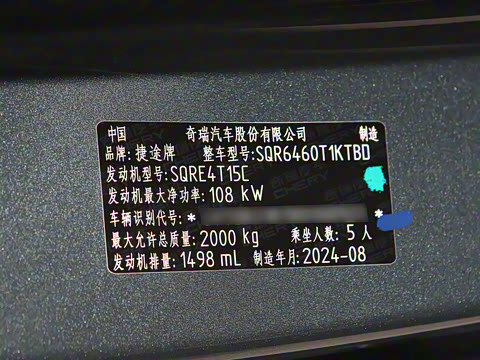 中国 奇瑞汽车股份有限公司 制造
品牌: 捷途牌 整车型号:SQR6460T1KTBD
发动机型号:SQRE4T15C
发动机最大净功率: 108 kW
车辆识别代号: * *
最大允许总质量: 2000 kg 乘坐人数: 5 人
发动机排量: 1498 mL 制造年月: 2024-08